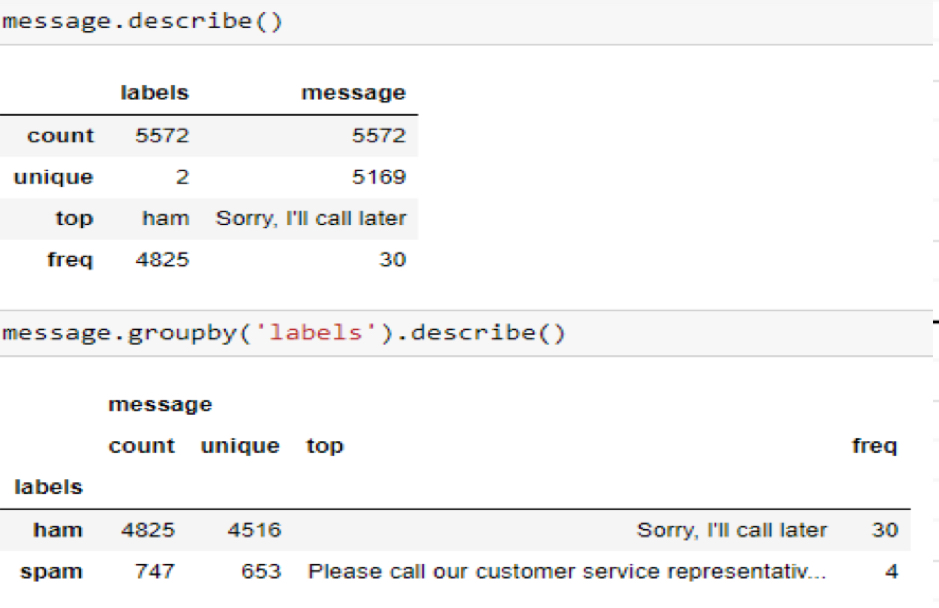 message.describe()
labels message
count 5572 5572
unique 2 5169
top ham Sorry, I'll call later
freq 4825 30
message.groupby('labels').describe()
message
count unique top freq
labels
ham 4825 4516 Sorry, I'll call later 30
spam 747 653 Please call our customer service representativ... 4